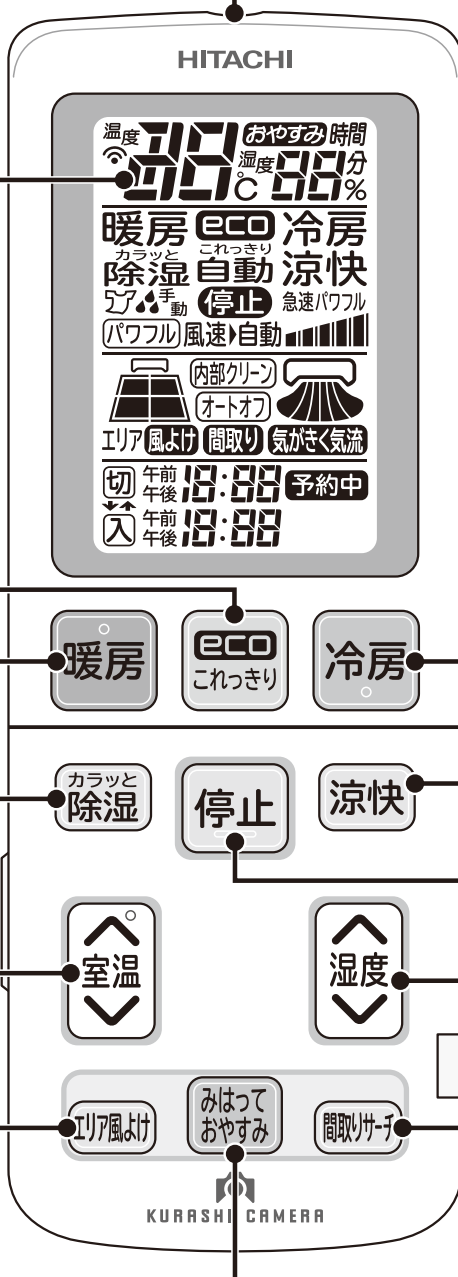 HITACHI
温度 88 おやすみ 時間
℃ 湿度 88 分 %
暖房 eco 冷房
カラッと これっきり
除湿 自動 涼快
手動 停止 急速パワフル
パワフル 風速 自動
内部クリーン
オートオフ
エリア 風よけ 間取り 気がきく気流
切 午前 午後 18:88 予約中
入 午前 午後 18:88
暖房 eco これっきり 冷房
カラッと
除湿 停止 涼快
室温 湿度
エリア風よけ みはって おやすみ 間取りサーチ
KURASHI CAMERA